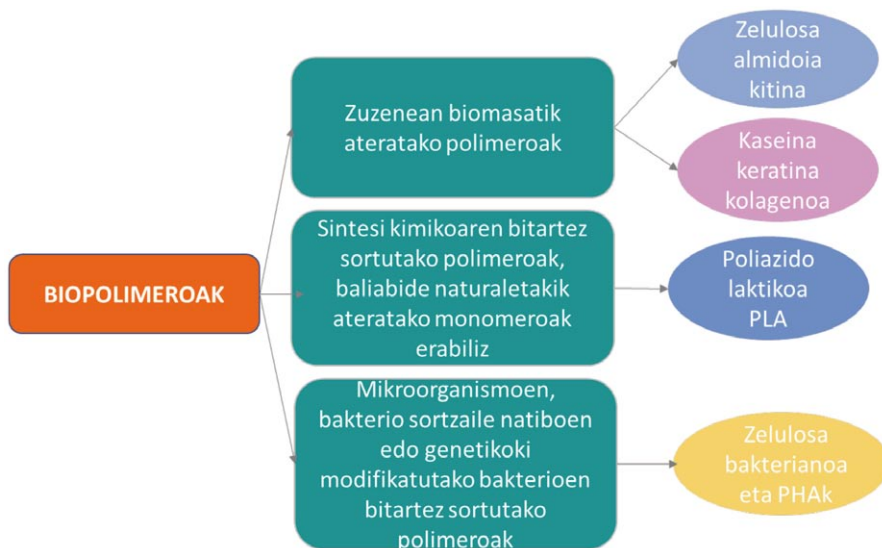 BIOPOLIMEROAK
Zuzenean biomasatik
ateratako polimeroak
Zelulosa
almidoia
kitina
Kaseina
keratina
kolagenoa
Sintesi kimikoaren bitartez
sortutako polimeroak,
baliabide naturaletakik
ateratako monomeroak
erabiliz
Poliazido
laktikoa
PLA
Mikroorganismoen,
bakterio sortzaile natiboen
edo genetikoki
modifikatutako bakterioen
bitartez sortutako
polimeroak
Zelulosa
bakterianoa
eta PHAk